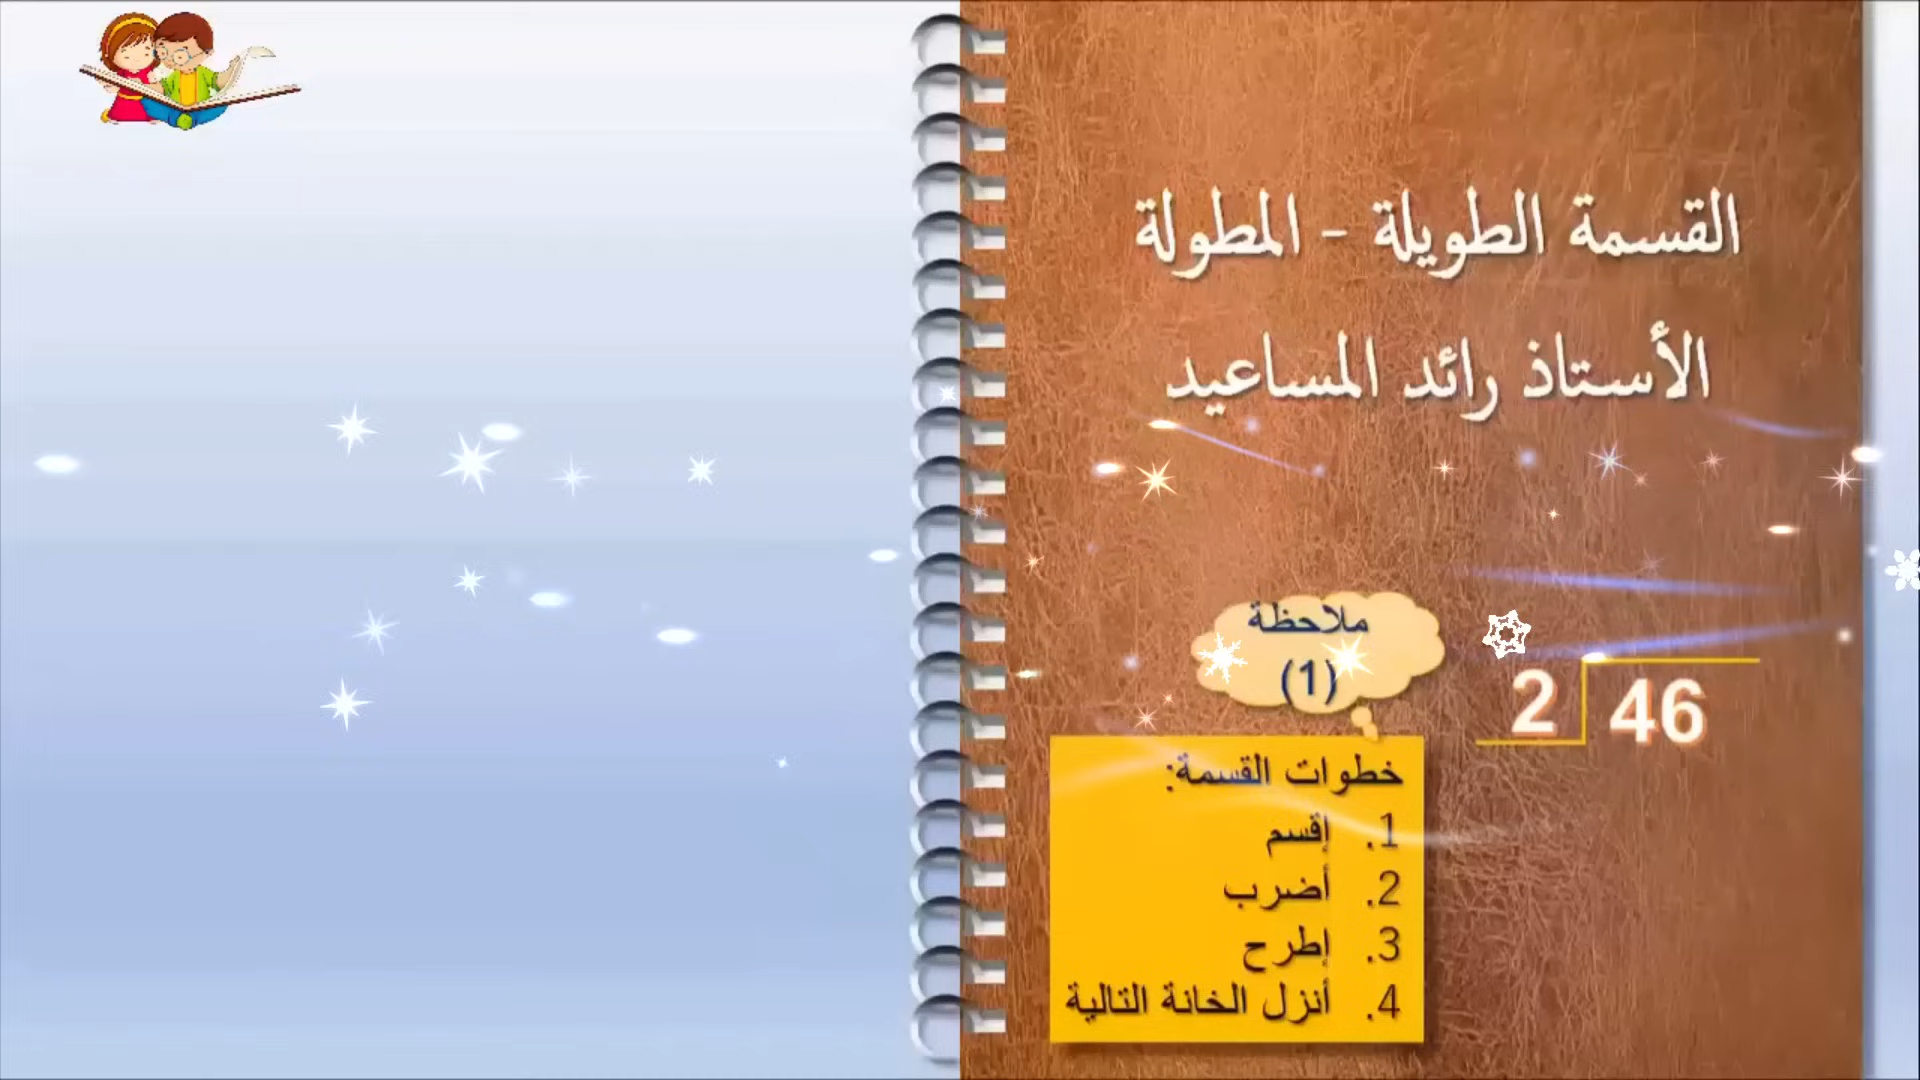 القسمة الطويلة - المطولة
الأستاذ رائد المساعيد
ملاحظة
(1)
2 46
خطوات القسمة:
1. إقسم
2. أضرب
3. إطرح
4. أنزل الخانة التالية